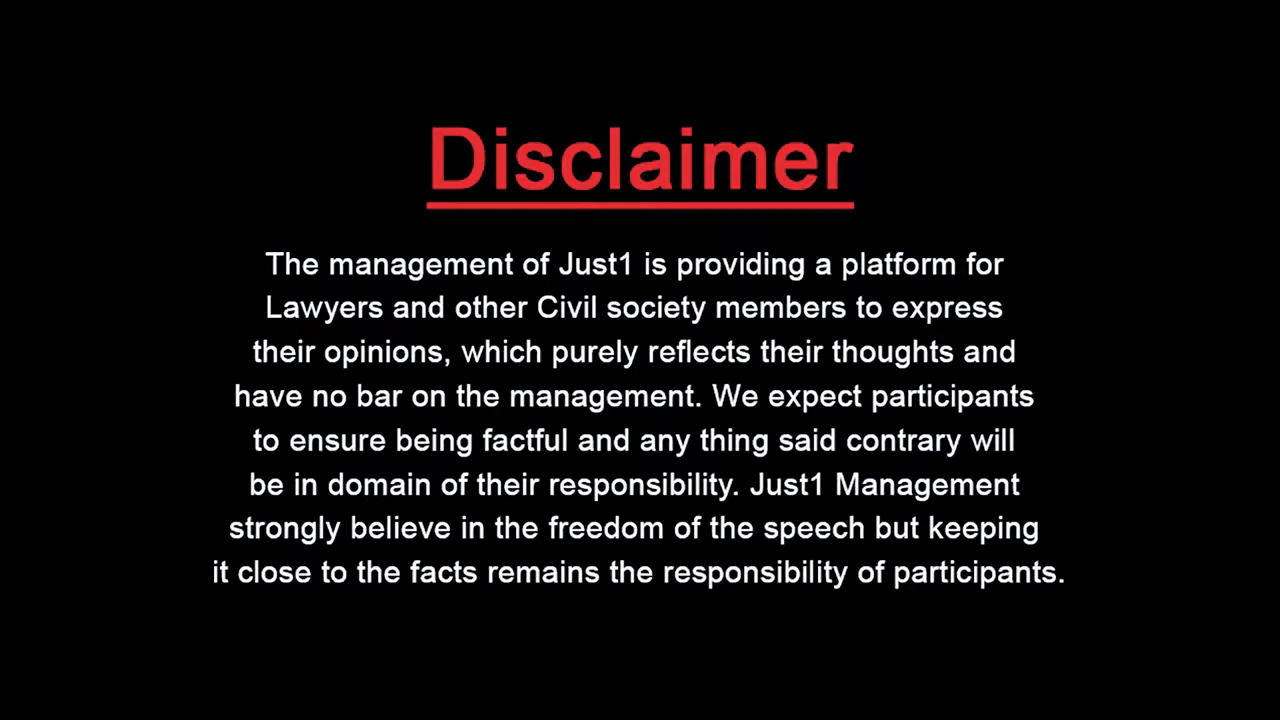 Disclaimer
The management of Just1 is providing a platform for
Lawyers and other Civil society members to express
their opinions, which purely reflects their thoughts and
have no bar on the management. We expect participants
to ensure being factful and any thing said contrary will
be in domain of their responsibility. Just1 Management
strongly believe in the freedom of the speech but keeping
it close to the facts remains the responsibility of participants.